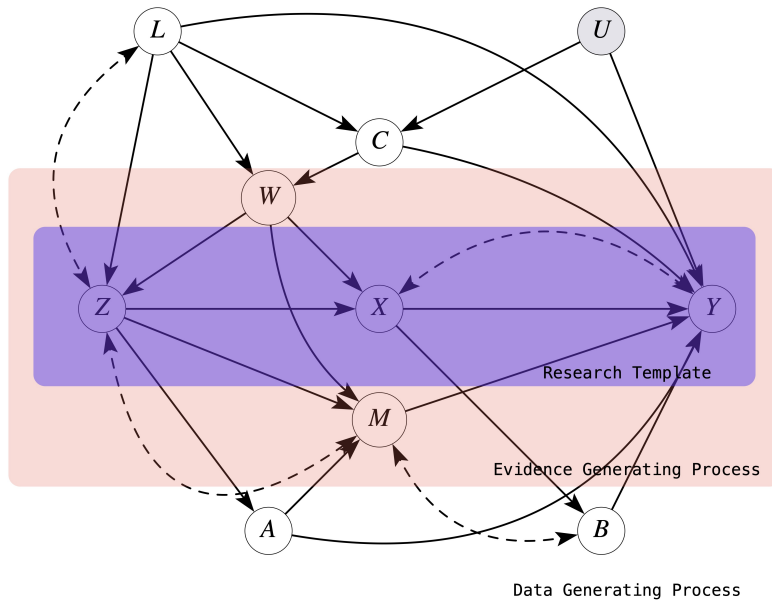 L
U
C
W
Z
X
Y
Research Template
M
Evidence Generating Process
A
B
Data Generating Process